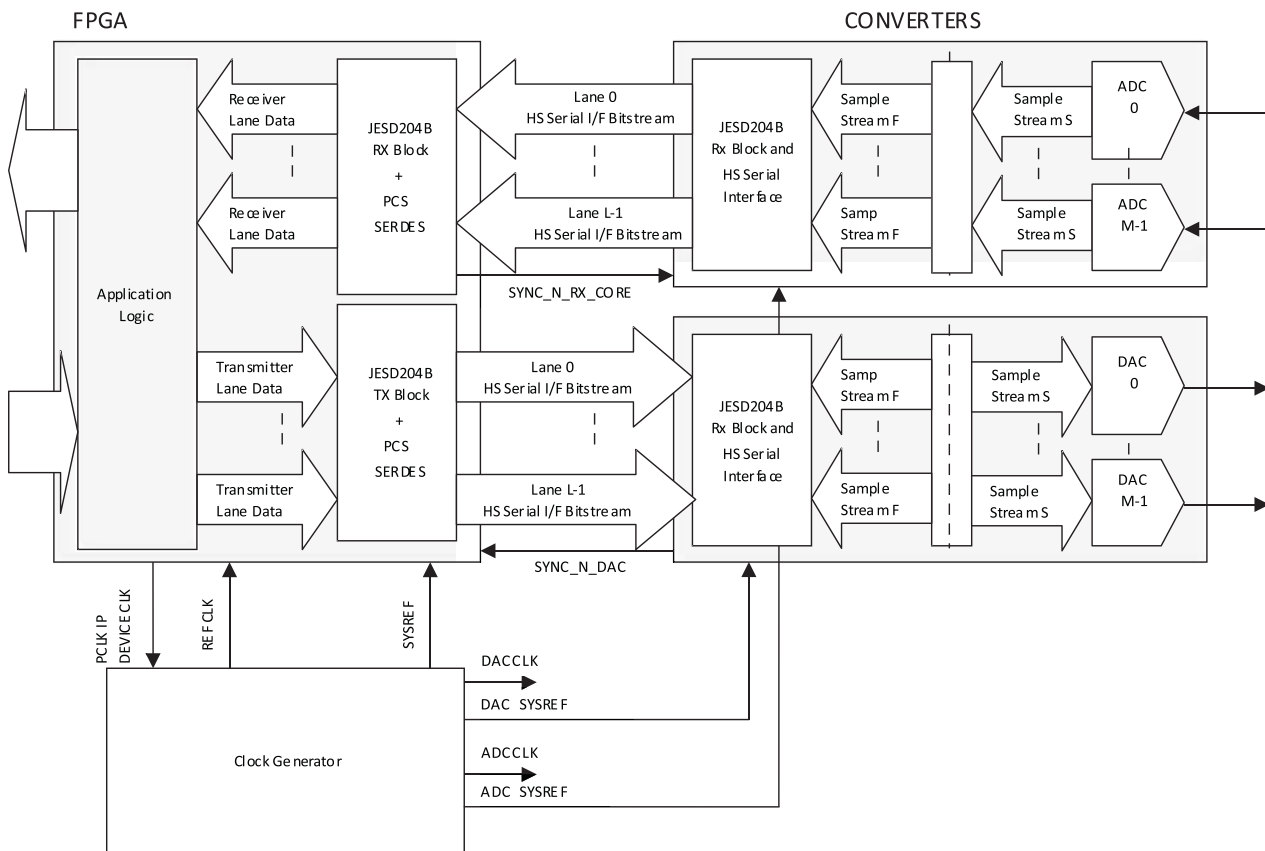 FPGA
CONVERTERS
Receiver
Lane Data
JESD204B
RX Block
+
PCS
SERDES
Lane 0
HS Serial I/F Bitstream
JESD204B
Rx Block and
HS Serial
Interface
Sample
Stream F
Sample
Stream S
ADC
0
Receiver
Lane Data
Lane L-1
HS Serial I/F Bitstream
Samp
Stream F
Sample
Stream S
ADC
M-1
SYNC_N_RX_CORE
Application
Logic
Transmitter
Lane Data
JESD204B
TX Block
+
PCS
SERDES
Lane 0
HS Serial I/F Bitstream
JESD204B
Rx Block and
HS Serial
Interface
Samp
Stream F
Sample
Stream S
DAC
0
Transmitter
Lane Data
Lane L-1
HS Serial I/F Bitstream
Sample
Stream F
Sample
Stream S
DAC
M-1
SYNC_N_DAC
PCLK IP
DEVICE CLK
REF CLK
SYSREF
DACCLK
DAC SYSREF
Clock Generator
ADCCLK
ADC SYSREF